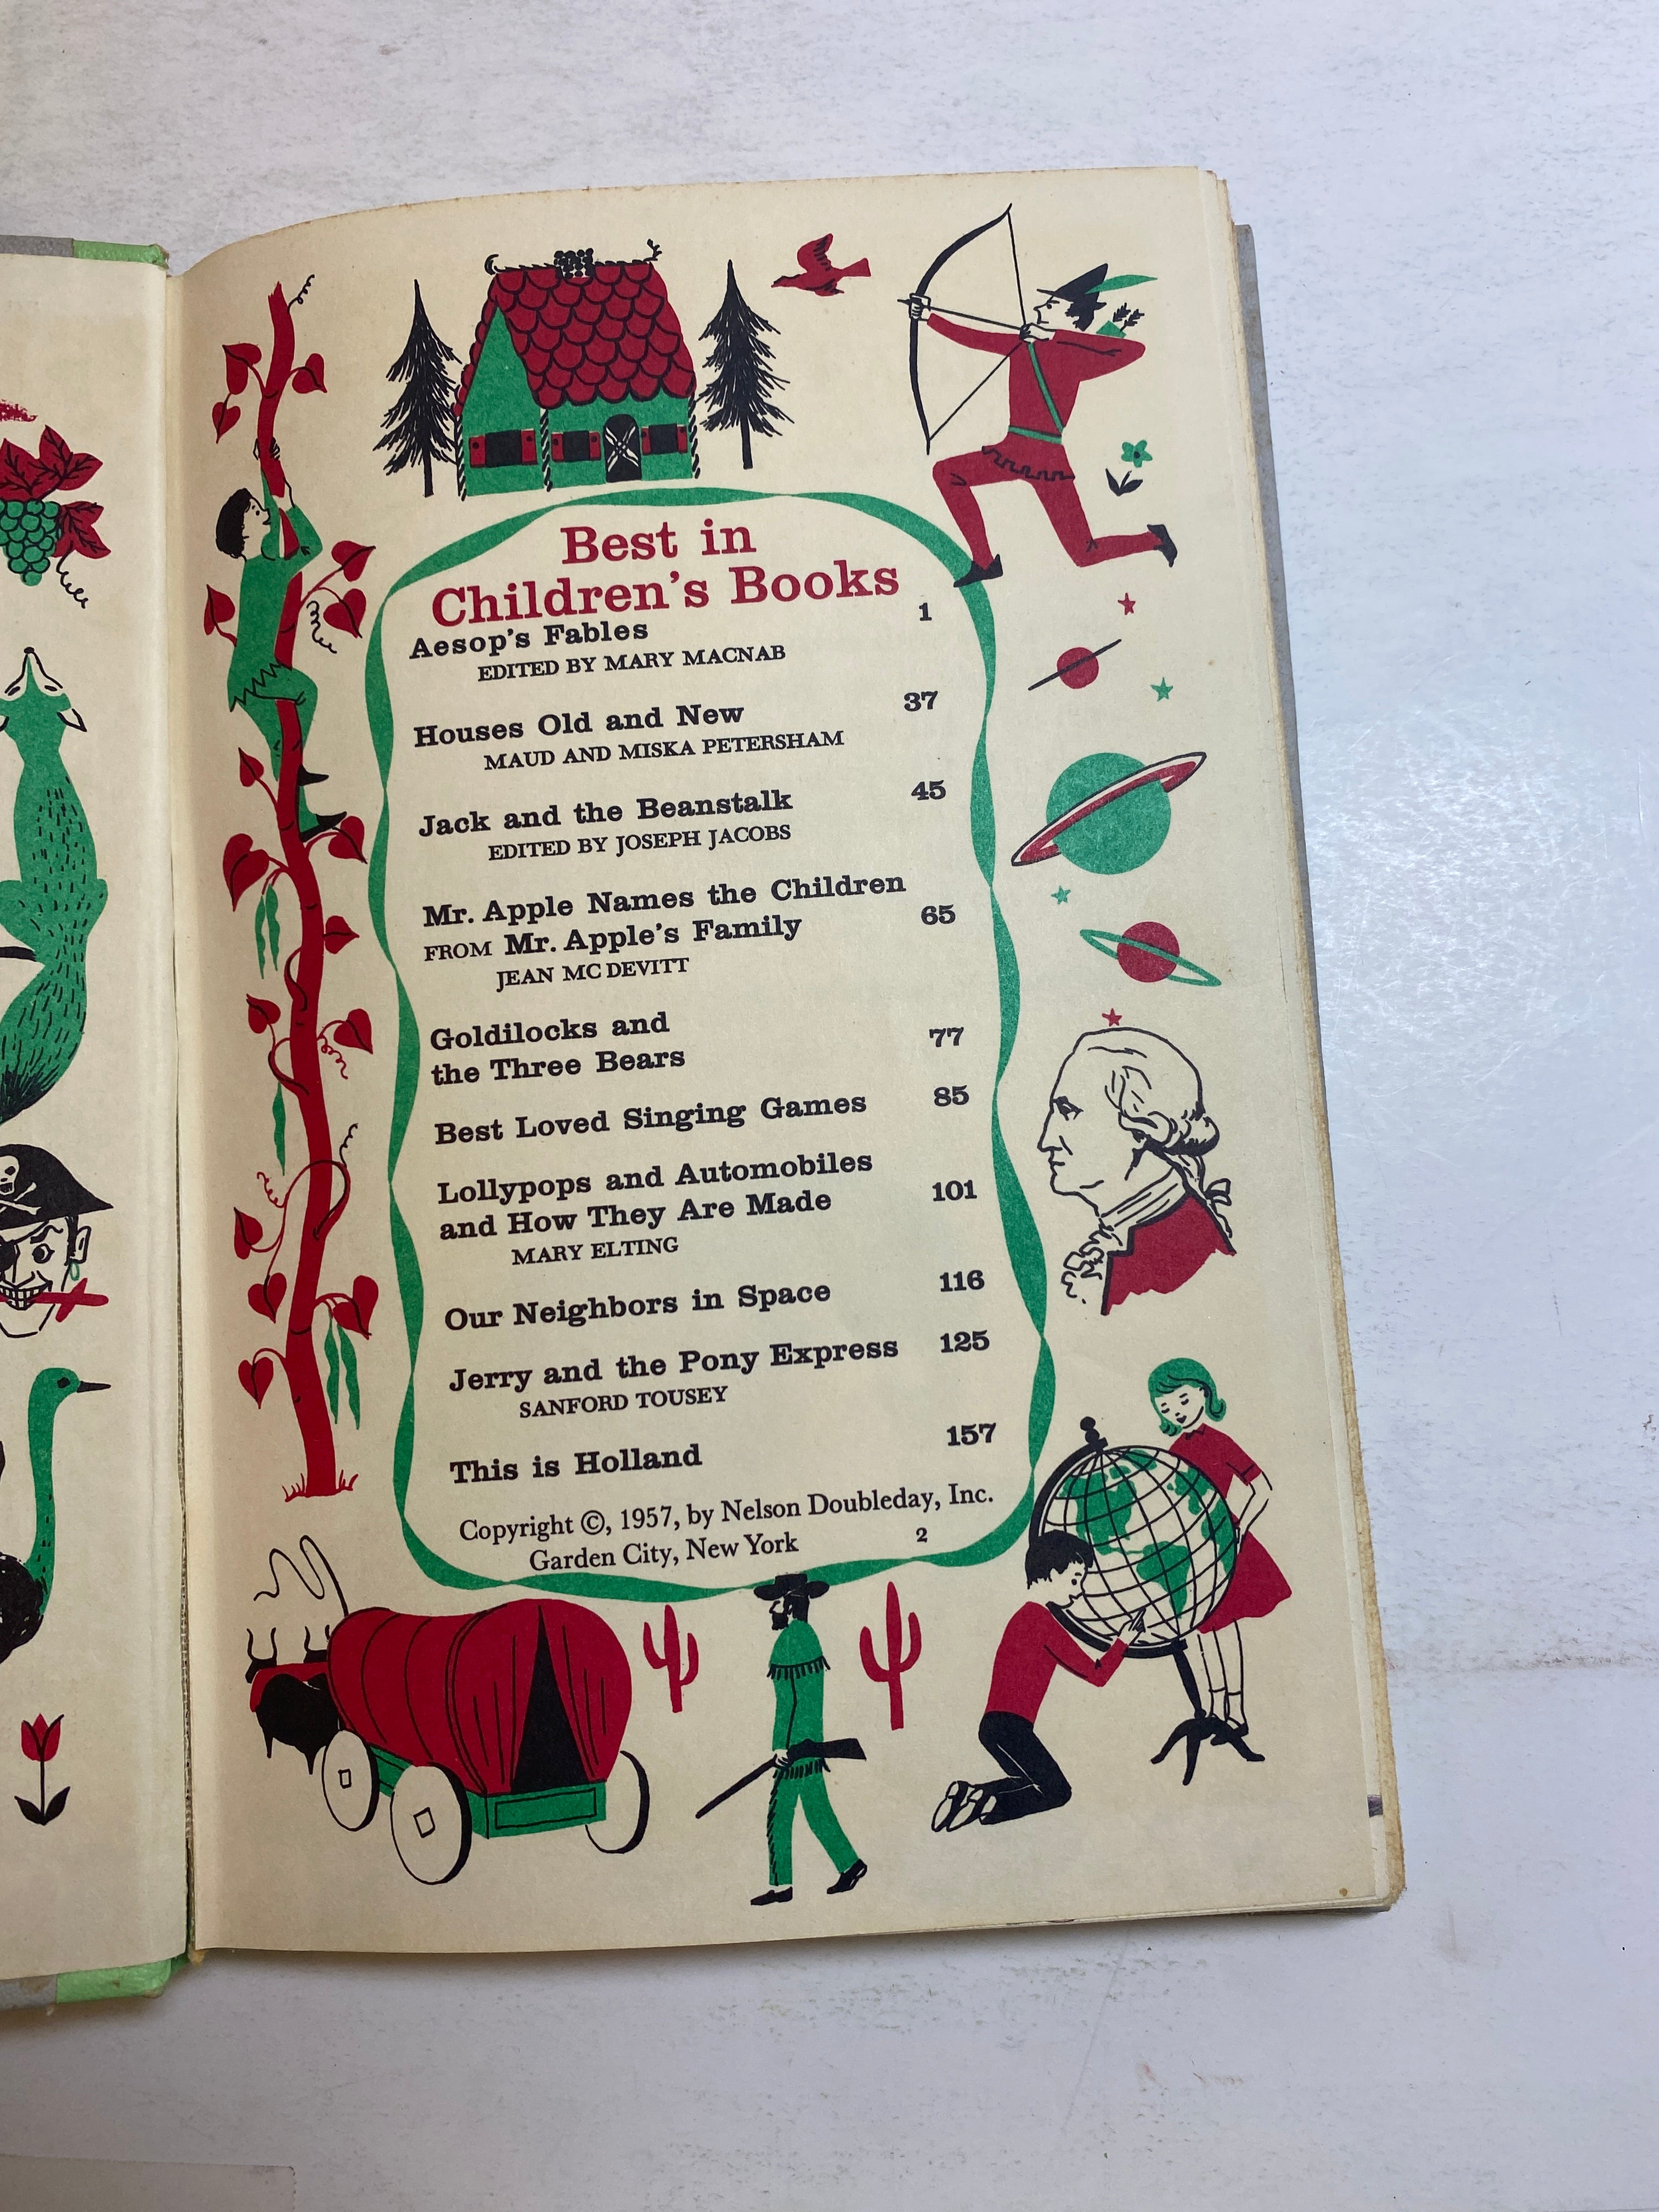 Best in
Children's Books
Aesop's Fables 1
EDITED BY MARY MACNAB
Houses Old and New 37
MAUD AND MISKA PETERSHAM
Jack and the Beanstalk 45
EDITED BY JOSEPH JACOBS
Mr. Apple Names the Children
FROM Mr. Apple's Family 65
JEAN MC DEVITT
Goldilocks and
the Three Bears 77
Best Loved Singing Games 85
Lollypops and Automobiles
and How They Are Made 101
MARY ELTING
Our Neighbors in Space 116
Jerry and the Pony Express 125
SANFORD TOUSEY
This is Holland 157
Copyright ©, 1957, by Nelson Doubleday, Inc.
Garden City, New York 2